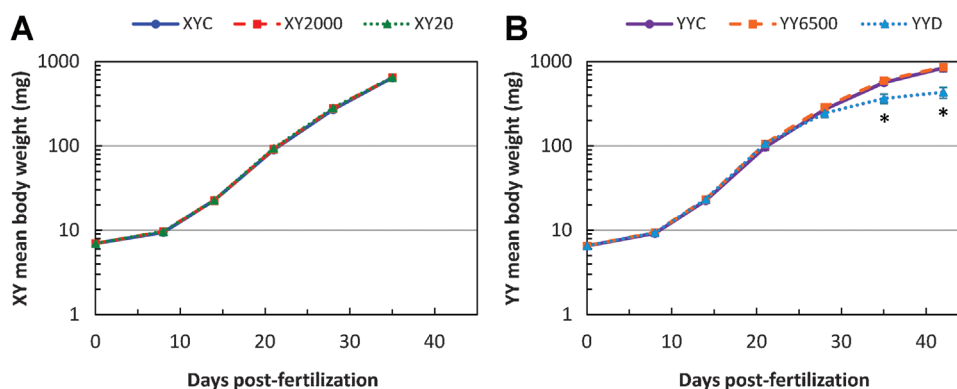 A
XYC XY2000 XY20
XY mean body weight (mg)
1000
100
10
1
0 10 20 30 40
Days post-fertilization
B
YYC YY6500 YYD
YY mean body weight (mg)
1000
100
10
1
* *
0 10 20 30 40
Days post-fertilization